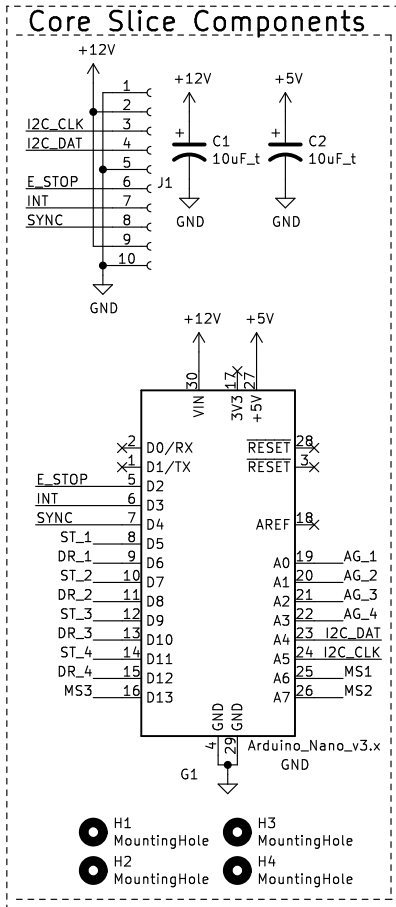 Core Slice Components
+12V
+12V
+5V
1
2
I2C_CLK 3
I2C_DAT 4
+ C1
10uF_t
+ C2
10uF_t
5
E_STOP 6
J1
INT 7
SYNC 8
GND
GND
9
10
GND
+12V
+5V
30
17
27
VIN
3V3
+5V
2 D0/RX
1 D1/TX
E_STOP 5 D2
INT 6 D3
SYNC 7 D4
ST_1 8 D5
DR_1 9 D6
ST_2 10 D7
DR_2 11 D8
ST_3 12 D9
DR_3 13 D10
ST_4 14 D11
DR_4 15 D12
MS3 16 D13
RESET 28
RESET 3
AREF 18
A0 19 AG_1
A1 20 AG_2
A2 21 AG_3
A3 22 AG_4
A4 23 I2C_DAT
A5 24 I2C_CLK
A6 25 MS1
A7 26 MS2
GND
GND
4
29
Arduino_Nano_v3.x
G1
GND
H1
MountingHole
H3
MountingHole
H2
MountingHole
H4
MountingHole